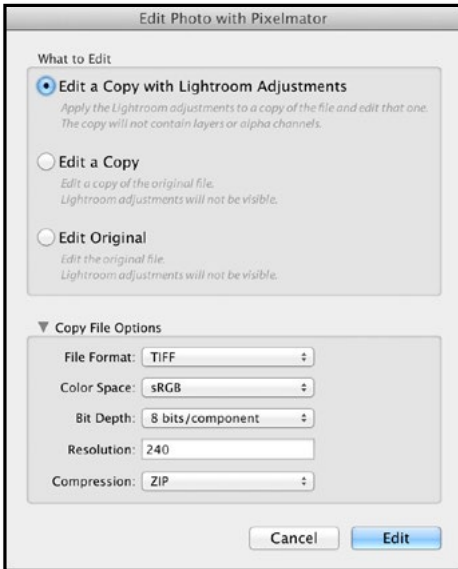 Edit Photo with Pixelmator
What to Edit
Edit a Copy with Lightroom Adjustments
Apply the Lightroom adjustments to a copy of the file and edit that one.
The copy will not contain layers or alpha channels.
Edit a Copy
Edit a copy of the original file.
Lightroom adjustments will not be visible.
Edit Original
Edit the original file.
Lightroom adjustments will not be visible.
Copy File Options
File Format: TIFF
Color Space: sRGB
Bit Depth: 8 bits/component
Resolution: 240
Compression: ZIP
Cancel Edit